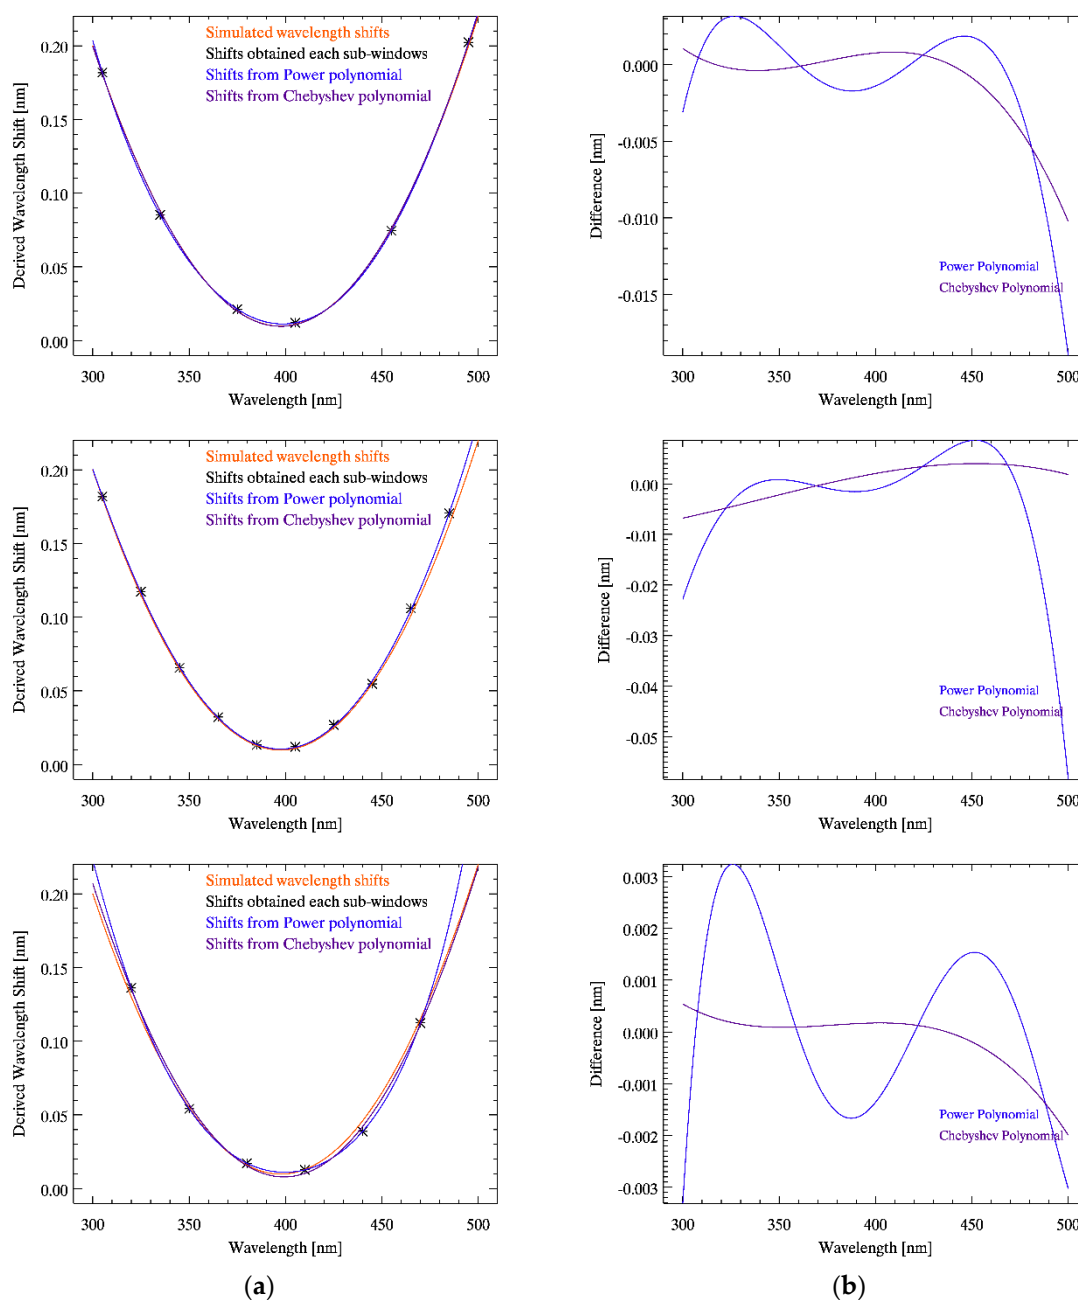 Simulated wavelength shifts
Shifts obtained each sub-windows
Shifts from Power polynomial
Shifts from Chebyshev polynomial
0.20
0.15
0.10
0.05
0.00
Derived Wavelength Shift [nm]
300 350 400 450 500
Wavelength [nm]
0.000
-0.005
-0.010
-0.015
Difference [nm]
Power Polynomial
Chebyshev Polynomial
300 350 400 450 500
Wavelength [nm]
Simulated wavelength shifts
Shifts obtained each sub-windows
Shifts from Power polynomial
Shifts from Chebyshev polynomial
0.20
0.15
0.10
0.05
0.00
Derived Wavelength Shift [nm]
300 350 400 450 500
Wavelength [nm]
0.00
-0.01
-0.02
-0.03
-0.04
-0.05
Difference [nm]
Power Polynomial
Chebyshev Polynomial
300 350 400 450 500
Wavelength [nm]
Simulated wavelength shifts
Shifts obtained each sub-windows
Shifts from Power polynomial
Shifts from Chebyshev polynomial
0.20
0.15
0.10
0.05
0.00
Derived Wavelength Shift [nm]
300 350 400 450 500
Wavelength [nm]
0.003
0.002
0.001
0.000
-0.001
-0.002
-0.003
Difference [nm]
Power Polynomial
Chebyshev Polynomial
300 350 400 450 500
Wavelength [nm]
(a)
(b)